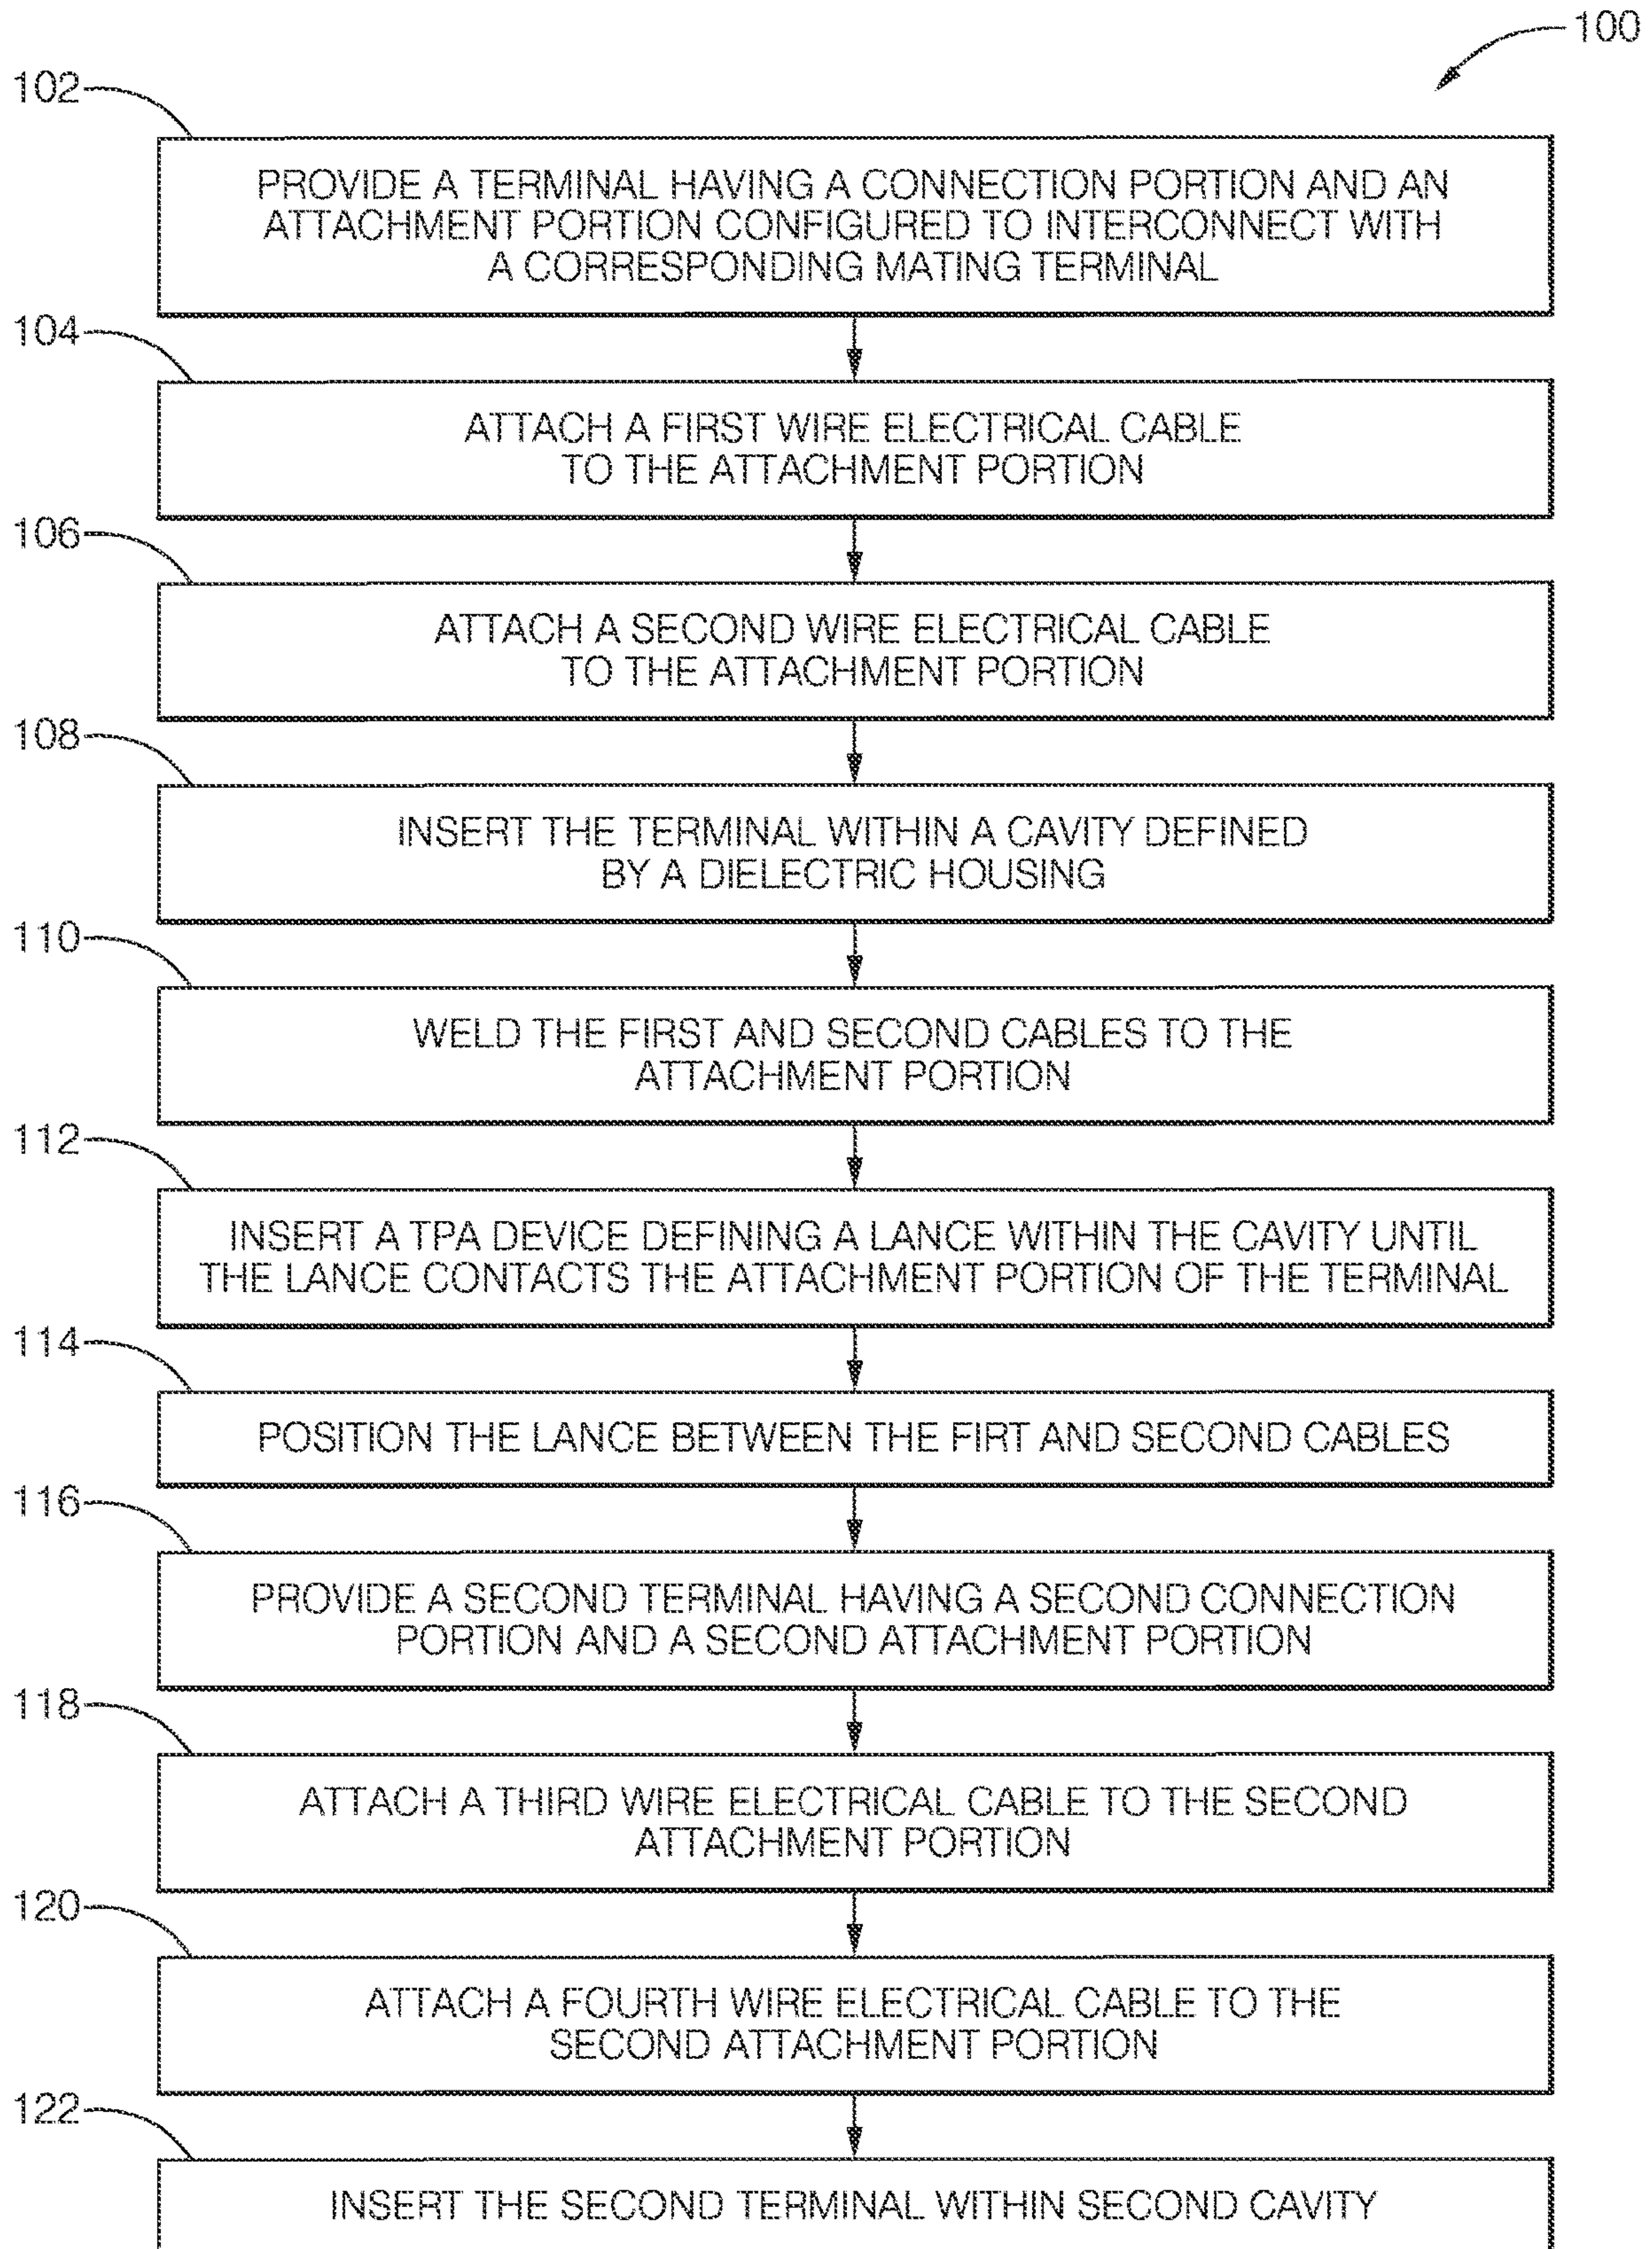 100
102
PROVIDE A TERMINAL HAVING A CONNECTION PORTION AND AN
ATTACHMENT PORTION CONFIGURED TO INTERCONNECT WITH
A CORRESPONDING MATING TERMINAL
104
ATTACH A FIRST WIRE ELECTRICAL CABLE
TO THE ATTACHMENT PORTION
106
ATTACH A SECOND WIRE ELECTRICAL CABLE
TO THE ATTACHMENT PORTION
108
INSERT THE TERMINAL WITHIN A CAVITY DEFINED
BY A DIELECTRIC HOUSING
110
WELD THE FIRST AND SECOND CABLES TO THE
ATTACHMENT PORTION
112
INSERT A TPA DEVICE DEFINING A LANCE WITHIN THE CAVITY UNTIL
THE LANCE CONTACTS THE ATTACHMENT PORTION OF THE TERMINAL
114
POSITION THE LANCE BETWEEN THE FIRT AND SECOND CABLES
116
PROVIDE A SECOND TERMINAL HAVING A SECOND CONNECTION
PORTION AND A SECOND ATTACHMENT PORTION
118
ATTACH A THIRD WIRE ELECTRICAL CABLE TO THE SECOND
ATTACHMENT PORTION
120
ATTACH A FOURTH WIRE ELECTRICAL CABLE TO THE
SECOND ATTACHMENT PORTION
122
INSERT THE SECOND TERMINAL WITHIN SECOND CAVITY